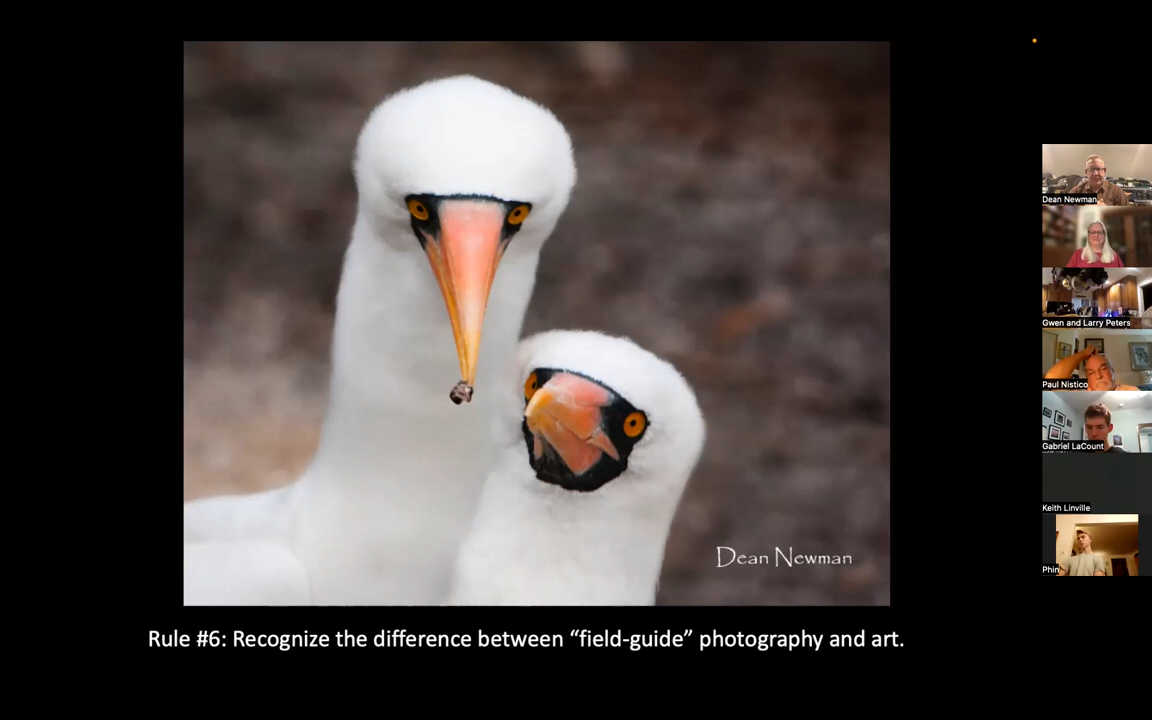 Dean Newman
Rule #6: Recognize the difference between “field-guide” photography and art.
Dean Newman
Gwen and Larry Peters
Paul Nistico
Gabriel LaCount
Keith Linville
Phin